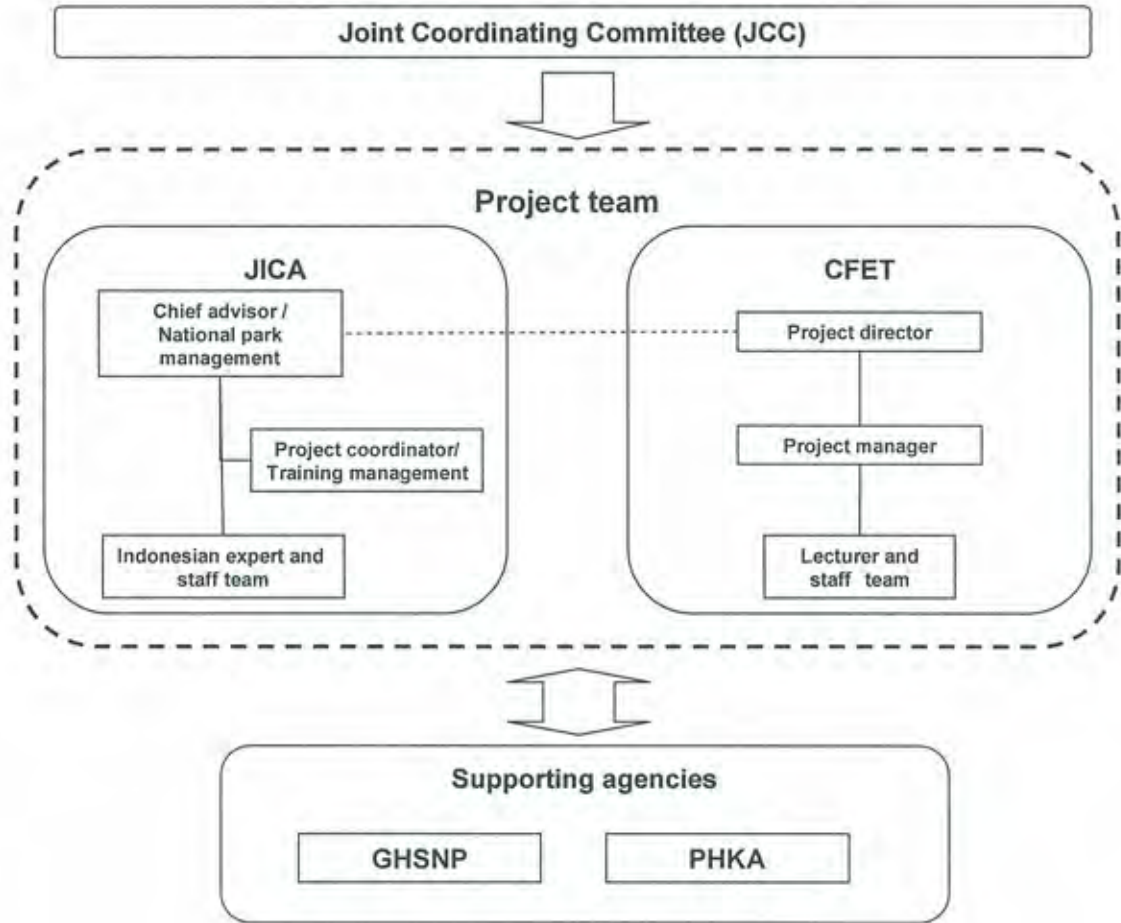 Joint Coordinating Committee (JCC)
Project team
JICA
Chief advisor /
National park
management
Project coordinator/
Training management
Indonesian expert and
staff team
CFET
Project director
Project manager
Lecturer and
staff team
Supporting agencies
GHSNP
PHKA